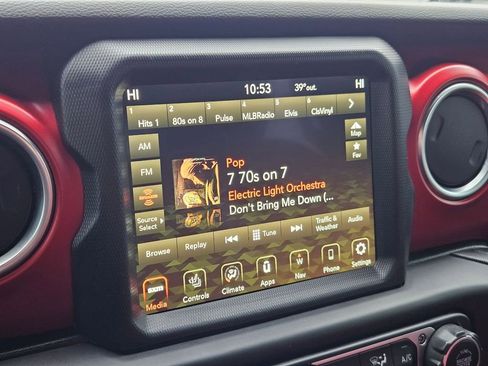 HI 10:53 39°out. HI
1 2 3 4 5 6
Hits 1 80s on 8 Pulse MLBRadio Elvis ClsVinyl
AM
Map
FM
Fav
Pop
7 70s on 7
Electric Light Orchestra
Don't Bring Me Down (...
Source
Select
Browse Replay Tune Traffic &
Weather Audio
Media Controls Climate Apps Nav Phone Settings
A/C